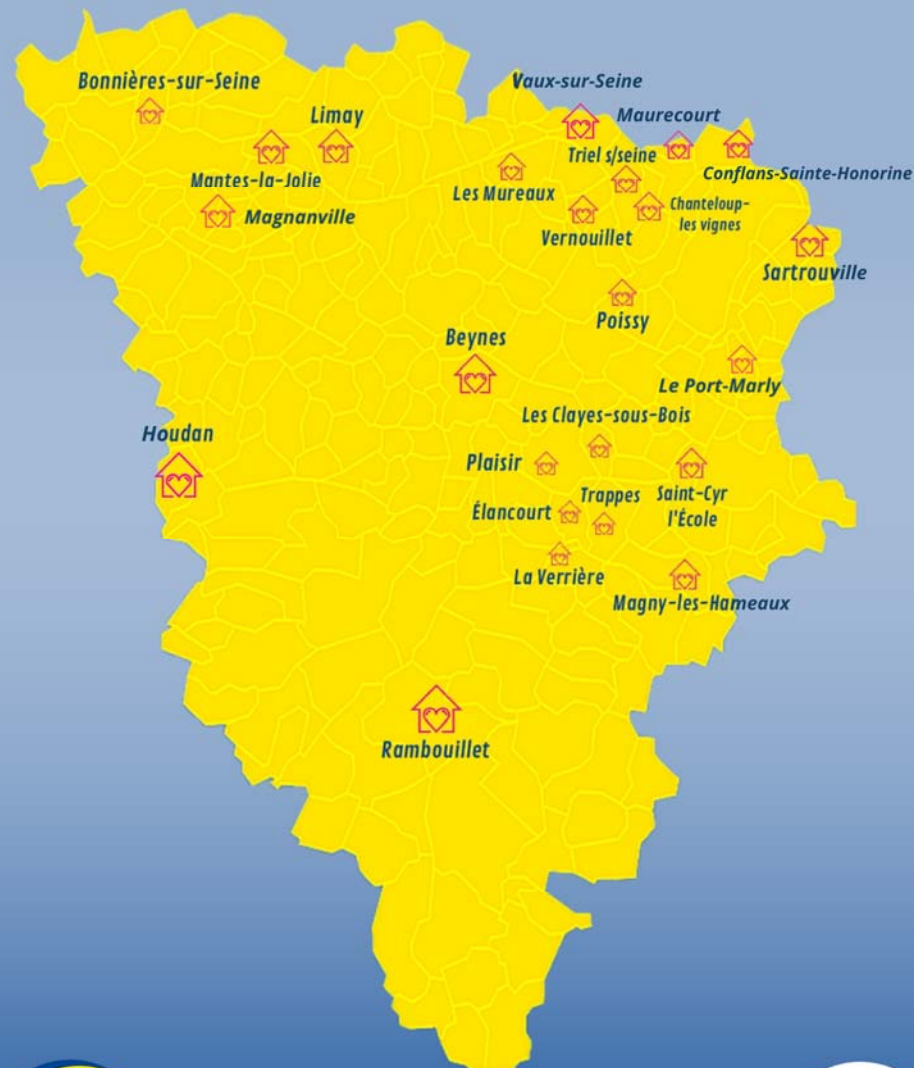 Vaux-sur-Seine
Bonnières-sur-Seine
Limay
Maurecourt
Triel s/seine
Conflans-Sainte-Honorine
Mantes-la-Jolie
Les Mureaux
Chanteloup-
les vignes
Magnanville
Vernouillet
Sartrouville
Poissy
Beynes
Le Port-Marly
Les Clayes-sous-Bois
Houdan
Plaisir
Saint-Cyr
l'École
Trappes
Élancourt
La Verrière
Magny-les-Hameaux
Rambouillet